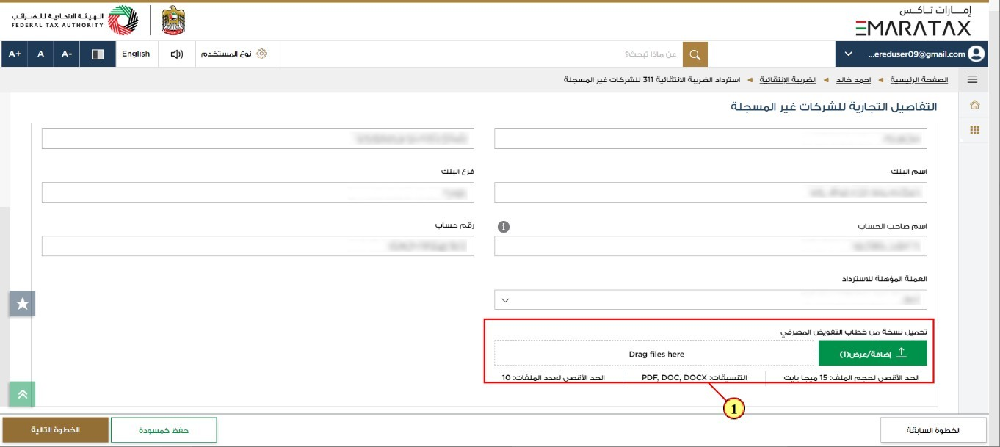 إمــارات تــاكــس
EMARATAX
الهيئة الاتحادية للضرائب
FEDERAL TAX AUTHORITY
...ereduser09@gmail.com
عن ماذا تبحث؟
نوع المستخدم
English
A-
A
A+
الصفحة الرئيسية ◄ احمد خالد ◄ الضريبة الانتقائية ◄ استرداد الضريبة الانتقائية 311 للشركات غير المسجلة
التفاصيل التجارية للشركات غير المسجلة
اسم البنك
فرع البنك
اسم صاحب الحساب
رقم حساب
العملة المؤهلة للاسترداد
تحميل نسخة من خطاب التفويض المصرفي
إضافة/عرض(1)
Drag files here
الحد الأقصى لحجم الملف: 15 ميجا بايت
التنسيقات: PDF, DOC, DOCX
الحد الأقصى لعدد الملفات: 10
1
الخطوة السابقة
حفظ كمسودة
الخطوة التالية